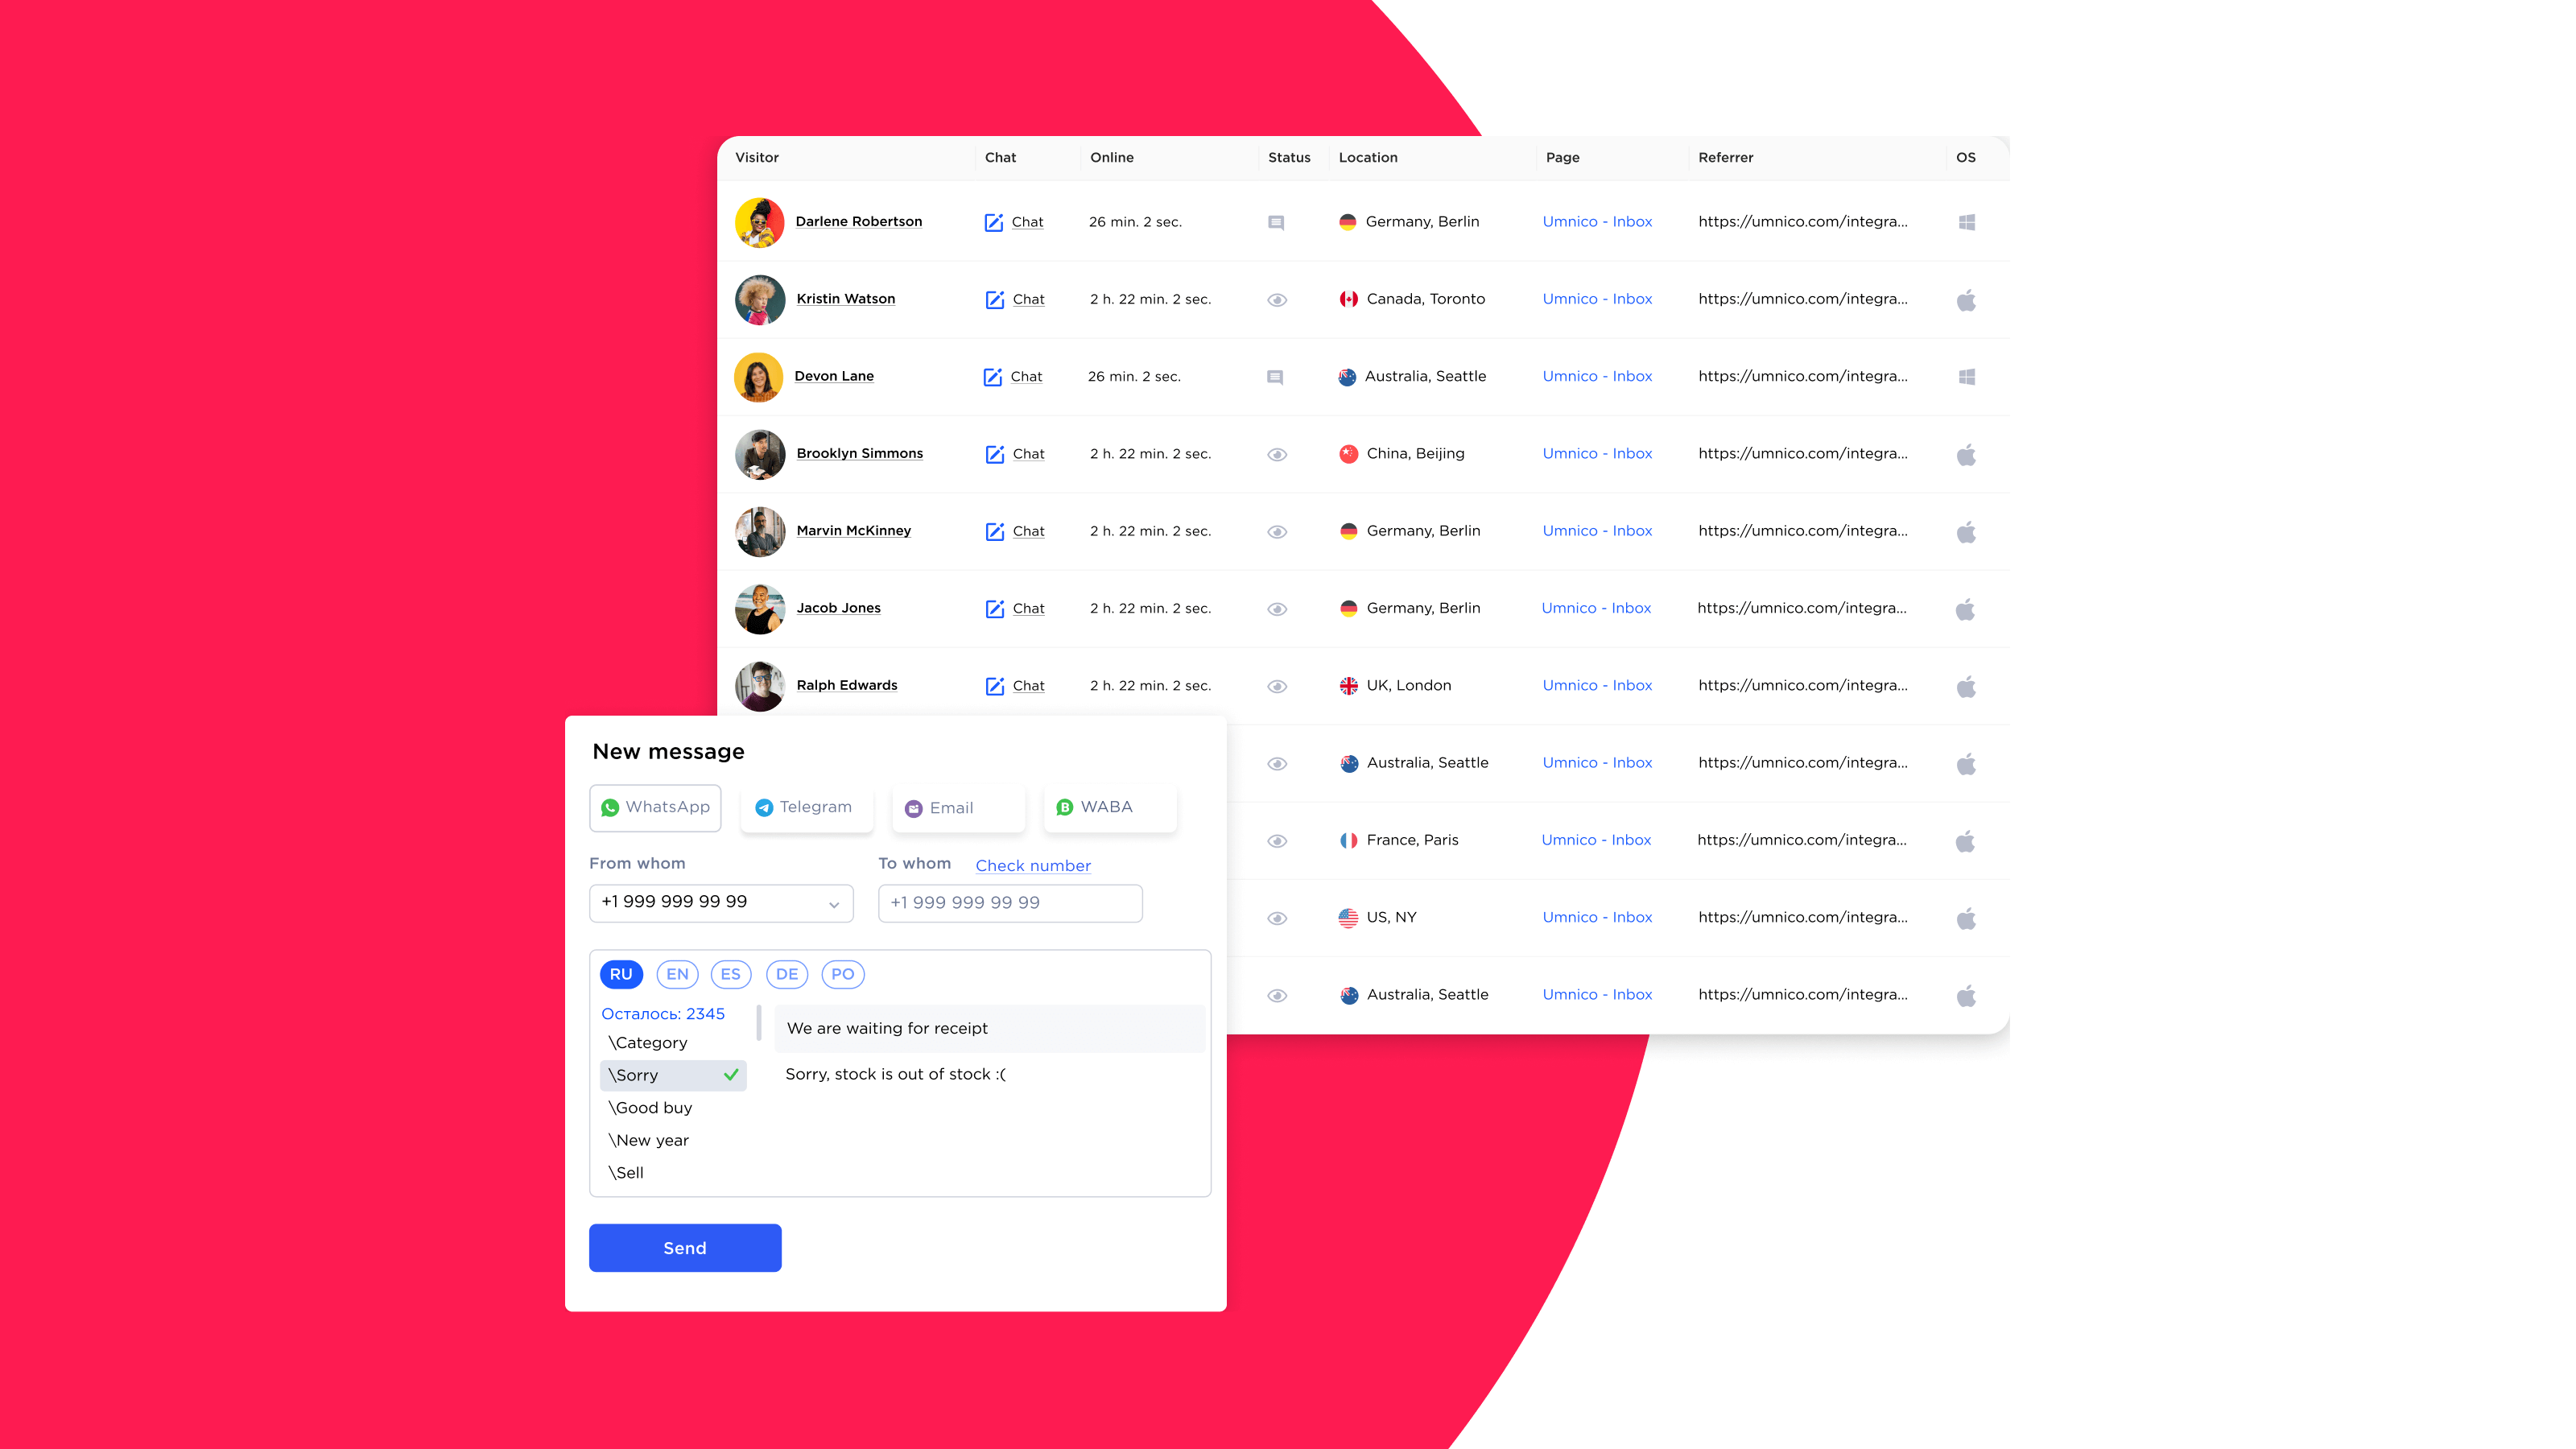 Visitor Chat Online Status Location Page Referrer OS
Darlene Robertson Chat 26 min. 2 sec. Germany, Berlin Umnico - Inbox https://umnico.com/integra...
Kristin Watson Chat 2 h. 22 min. 2 sec. Canada, Toronto Umnico - Inbox https://umnico.com/integra...
Devon Lane Chat 26 min. 2 sec. Australia, Seattle Umnico - Inbox https://umnico.com/integra...
Brooklyn Simmons Chat 2 h. 22 min. 2 sec. China, Beijing Umnico - Inbox https://umnico.com/integra...
Marvin McKinney Chat 2 h. 22 min. 2 sec. Germany, Berlin Umnico - Inbox https://umnico.com/integra...
Jacob Jones Chat 2 h. 22 min. 2 sec. Germany, Berlin Umnico - Inbox https://umnico.com/integra...
Ralph Edwards Chat 2 h. 22 min. 2 sec. UK, London Umnico - Inbox https://umnico.com/integra...
Australia, Seattle Umnico - Inbox https://umnico.com/integra...
France, Paris Umnico - Inbox https://umnico.com/integra...
US, NY Umnico - Inbox https://umnico.com/integra...
Australia, Seattle Umnico - Inbox https://umnico.com/integra...
New message
WhatsApp Telegram Email WABA
From whom To whom Check number
+1 999 999 99 99 +1 999 999 99 99
RU EN ES DE PO
Осталось: 2345
\Category
\Sorry
\Good buy
\New year
\Sell
We are waiting for receipt
Sorry, stock is out of stock :(
Send